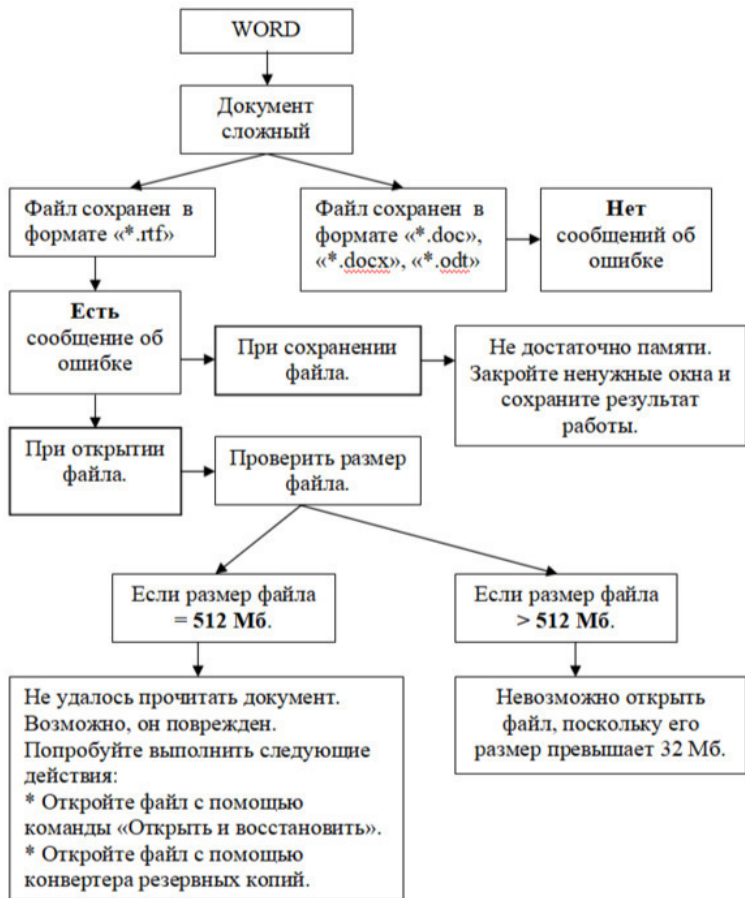 WORD
Документ
сложный
Файл сохранен в
формате «*.rtf»
Файл сохранен в
формате «*.doc»,
«*.docx», «*.odt»
Нет
сообщений об
ошибке
Есть
сообщение об
ошибке
При сохранении
файла.
Не достаточно памяти.
Закройте ненужные окна и
сохраните результат
работы.
При открытии
файла.
Проверить размер
файла.
Если размер файла
= 512 Мб.
Если размер файла
> 512 Мб.
Не удалось прочитать документ.
Возможно, он поврежден.
Попробуйте выполнить следующие
действия:
* Откройте файл с помощью
команды «Открыть и восстановить».
* Откройте файл с помощью
конвертера резервных копий.
Невозможно открыть
файл, поскольку его
размер превышает 32 Мб.